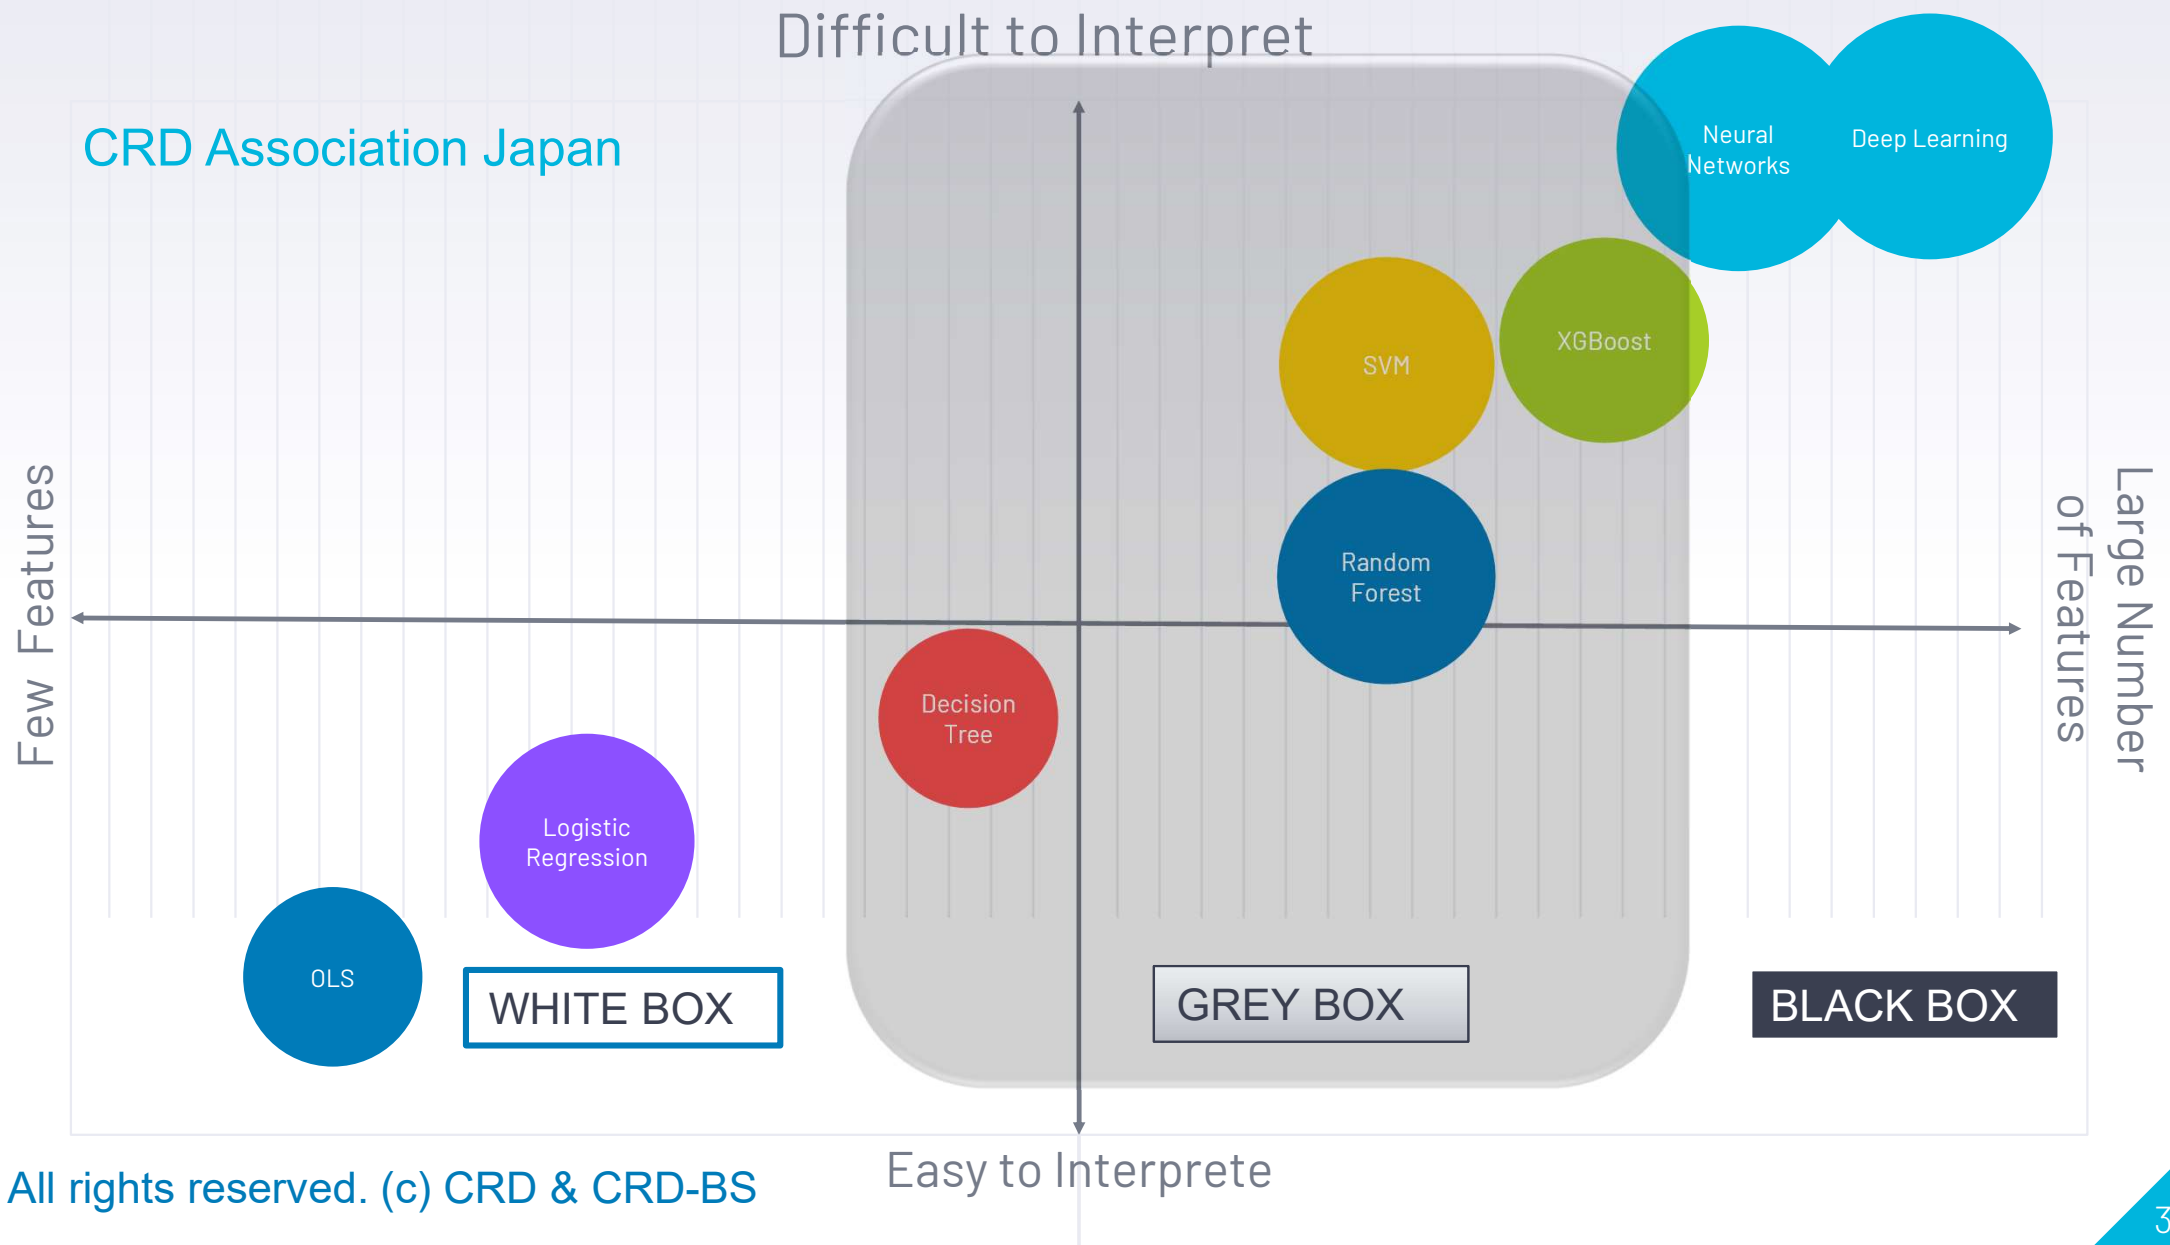 Difficult to Interpret
CRD Association Japan
Neural
Networks
Deep Learning
SVM
XGBoost
Few Features
Large Number
of Features
Random
Forest
Decision
Tree
Logistic
Regression
OLS
WHITE BOX
GREY BOX
BLACK BOX
Easy to Interprete
All rights reserved. (c) CRD & CRD-BS
3